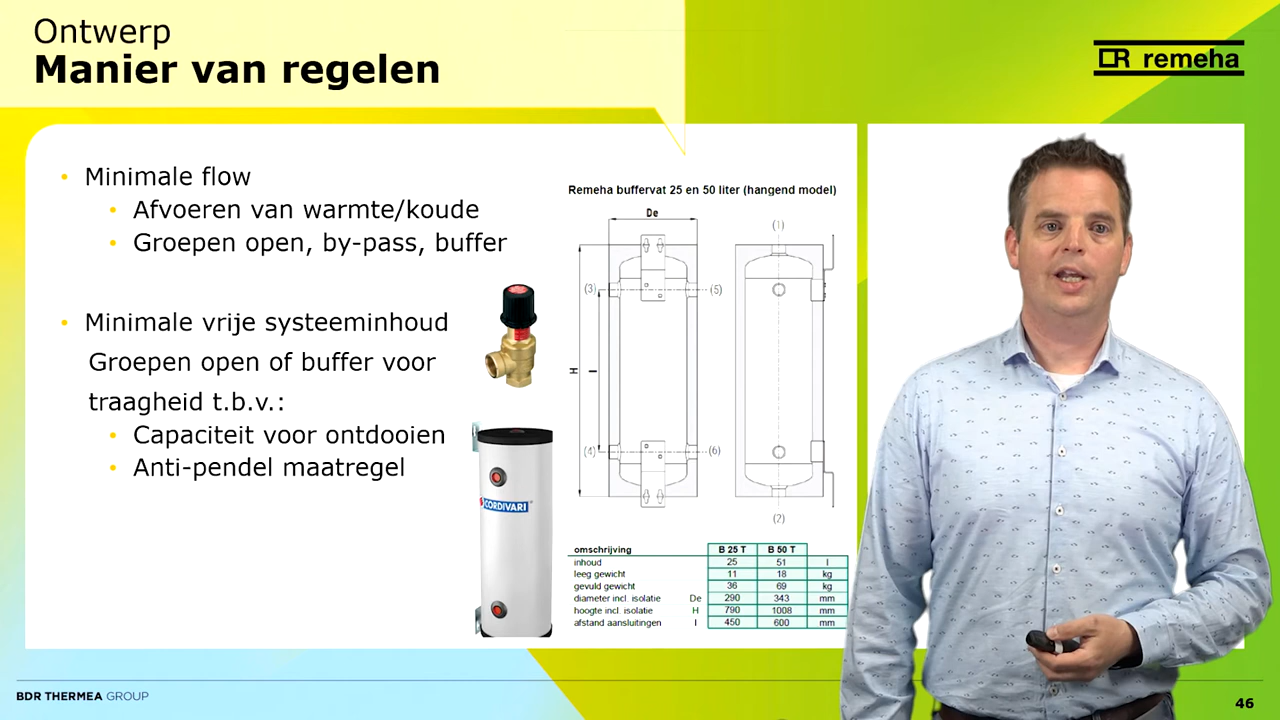 Ontwerp
Manier van regelen
remeha
• Minimale flow
• Afvoeren van warmte/koude
• Groepen open, by-pass, buffer
• Minimale vrije systeeminhoud
Groepen open of buffer voor
traagheid t.b.v.:
• Capaciteit voor ontdooien
• Anti-pendel maatregel
CORDIVARI
Remeha buffervat 25 en 50 liter (hangend model)
De
(1)
(3)
(5)
H
I
(4)
(6)
(2)
omschrijving B 25 T B 50 T
inhoud 25 51 l
leeg gewicht 11 18 kg
gevuld gewicht 36 69 kg
diameter incl. isolatie De 290 343 mm
hoogte incl. isolatie H 790 1008 mm
afstand aansluitingen I 450 600 mm
BDR THERMEA GROUP
46